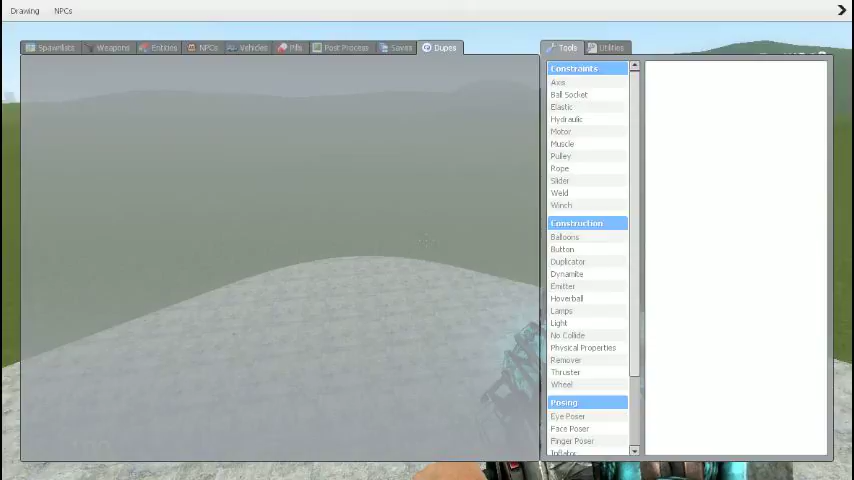 Drawing NPCs
Spawnlists Weapons Entities NPCs Vehicles Pills Post Process Saves Dupes Tools Utilities
Constraints
Axis
Ball Socket
Elastic
Hydraulic
Motor
Muscle
Pulley
Rope
Slider
Weld
Winch
Construction
Balloons
Button
Duplicator
Dynamite
Emitter
Hoverball
Lamps
Light
No Collide
Physical Properties
Remover
Thruster
Wheel
Posing
Eye Poser
Face Poser
Finger Poser
Inflator